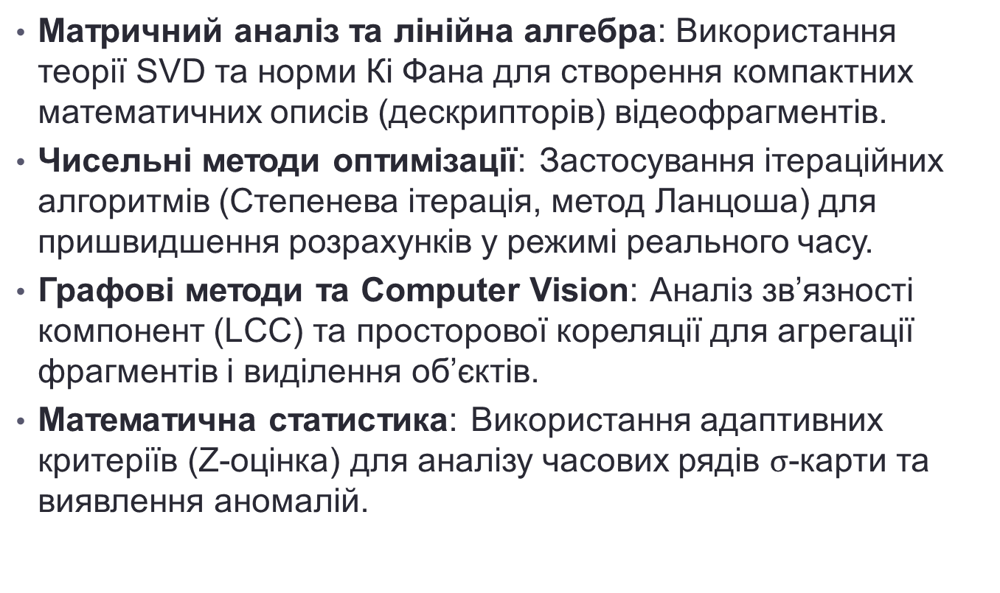 • Матричний аналіз та лінійна алгебра: Використання
теорії SVD та норми Кі Фана для створення компактних
математичних описів (дескрипторів) відеофрагментів.
• Чисельні методи оптимізації: Застосування ітераційних
алгоритмів (Степенева ітерація, метод Ланцоша) для
пришвидшення розрахунків у режимі реального часу.
• Графові методи та Computer Vision: Аналіз зв’язності
компонент (LCC) та просторової кореляції для агрегації
фрагментів і виділення об’єктів.
• Математична статистика: Використання адаптивних
критеріїв (Z-оцінка) для аналізу часових рядів σ-карти та
виявлення аномалій.